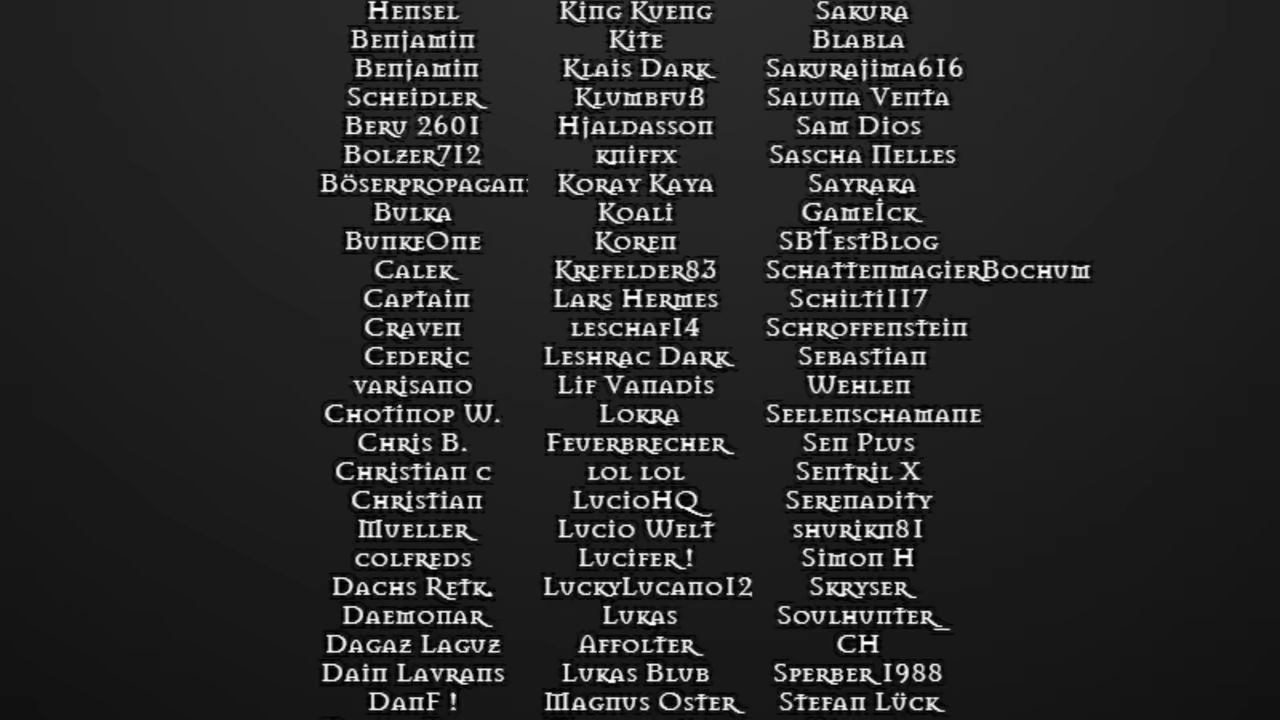 Hensel
Benjamin
Benjamin
Scheidler
Beru 2601
Bolzer712
Böserpropagan
Bulka
BunkeOne
Calek
Captain
Craven
Cederic
varisano
Chotinop W.
Chris B.
Christian c
Christian
Mueller
colfreds
Dachs Retk.
Daemonar
Dagaz Laguz
Dain Lavrans
DanF !
King Kueng
Kite
Klais Dark
Klumbfuß
Hjaldasson
kniffx
Koray Kaya
Koali
Koren
Krefelder83
Lars Hermes
leschaf14
Leshrac Dark
Lif Vanadis
Lokra
Feuerbrecher
lol lol
LucioHQ
Lucio Welt
Lucifer !
LuckyLucano12
Lukas
Affolter
Lukas Blub
Magnus Oster
Sakura
Blabla
Sakurajima616
Saluna Venta
Sam Dios
Sascha Nelles
Sayraka
GameIck
SBTestBlog
SchattenmagierBochum
Schilti117
Schroffenstein
Sebastian
Wehlen
Seelenschamane
Sen Plus
Sentril X
Serenadity
shurikn81
Simon H
Skryser
Soulhunter_
CH
Sperber1988
Stefan Lück